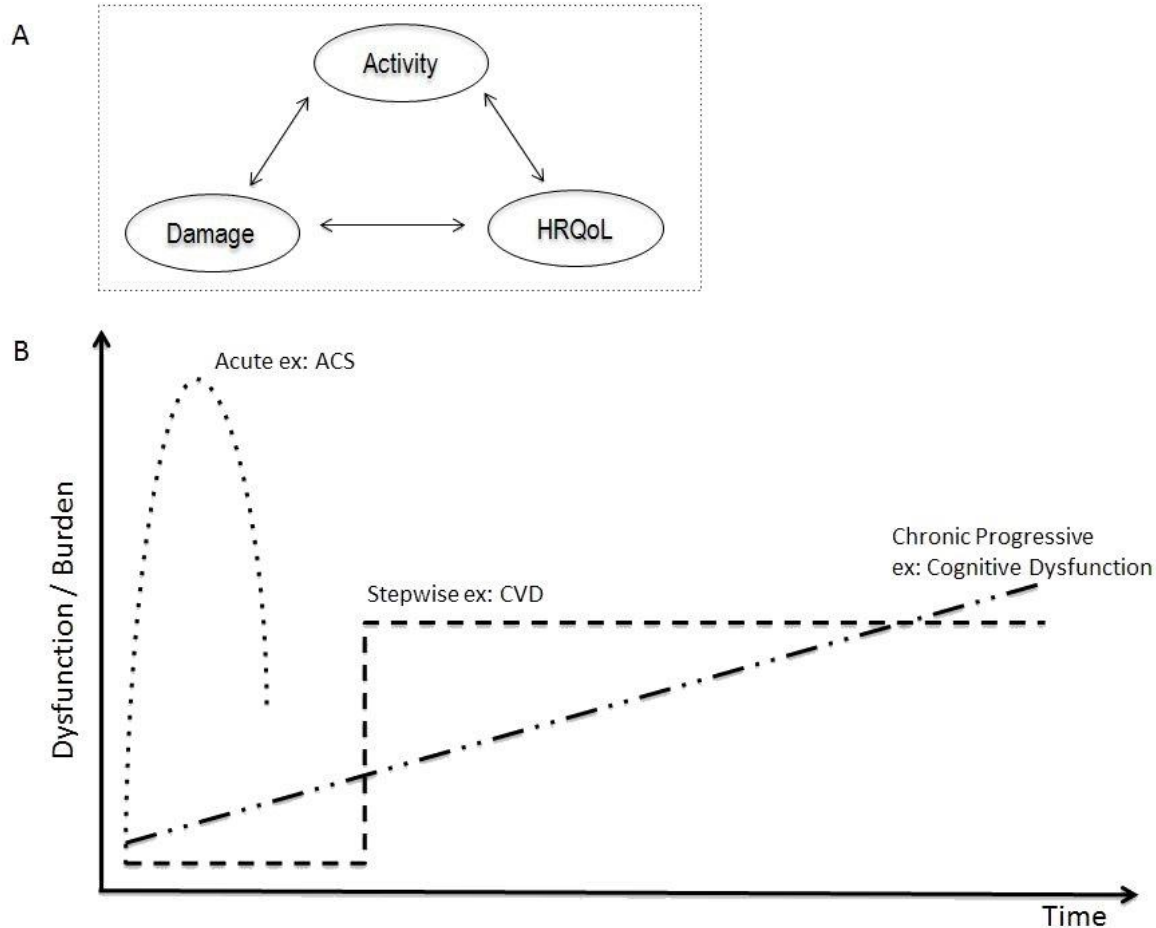 A
Activity
Damage
HRQoL
B
Acute ex: ACS
Dysfunction / Burden
Chronic Progressive
ex: Cognitive Dysfunction
Stepwise ex: CVD
Time